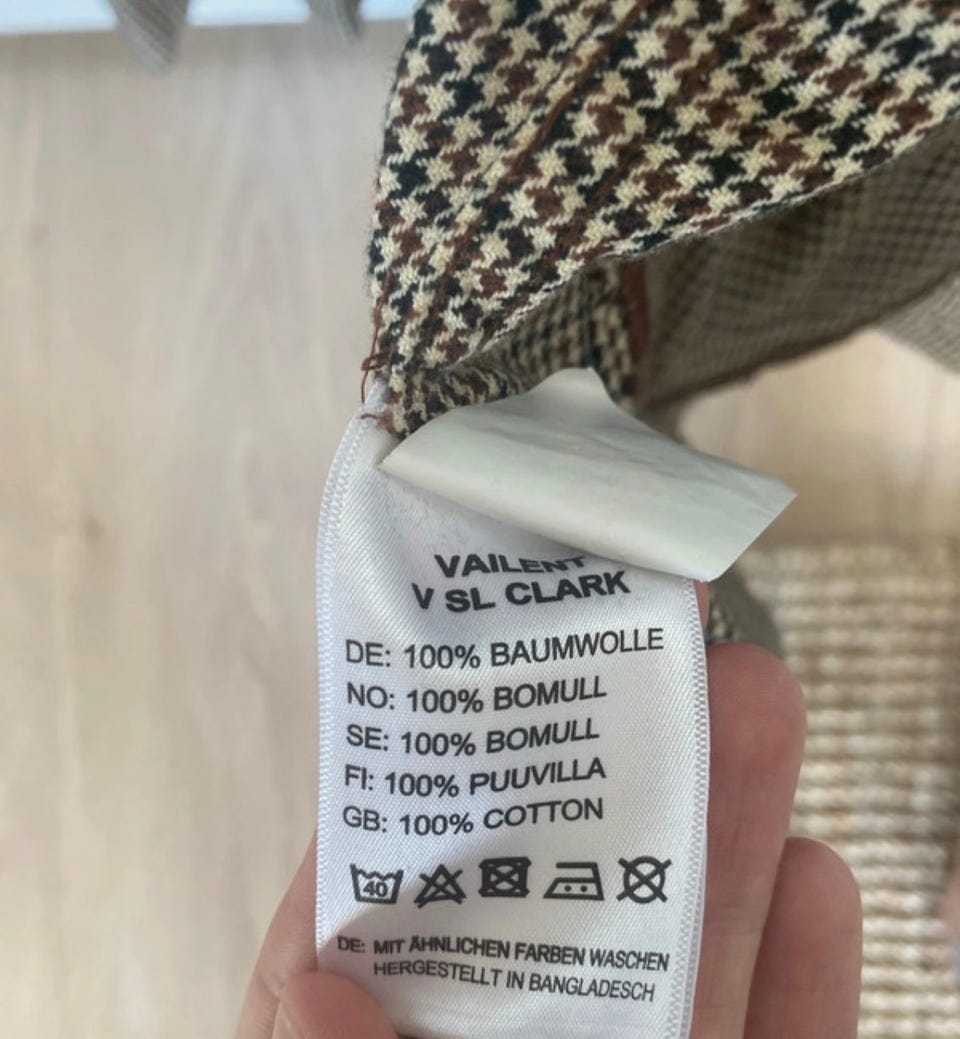 VAILENT
V SL CLARK
DE: 100% BAUMWOLLE
NO: 100% BOMULL
SE: 100% BOMULL
FI: 100% PUUVILLA
GB: 100% COTTON
40
DE: MIT ÄHNLICHEN FARBEN WASCHEN
HERGESTELLT IN BANGLADESCH